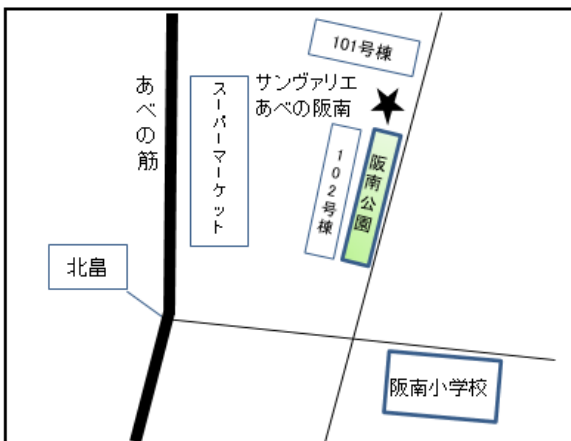 101号棟
サンヴァリエ
あべの阪南
あべの筋
スーパーマーケット
102号棟
阪南公園
北畠
阪南小学校